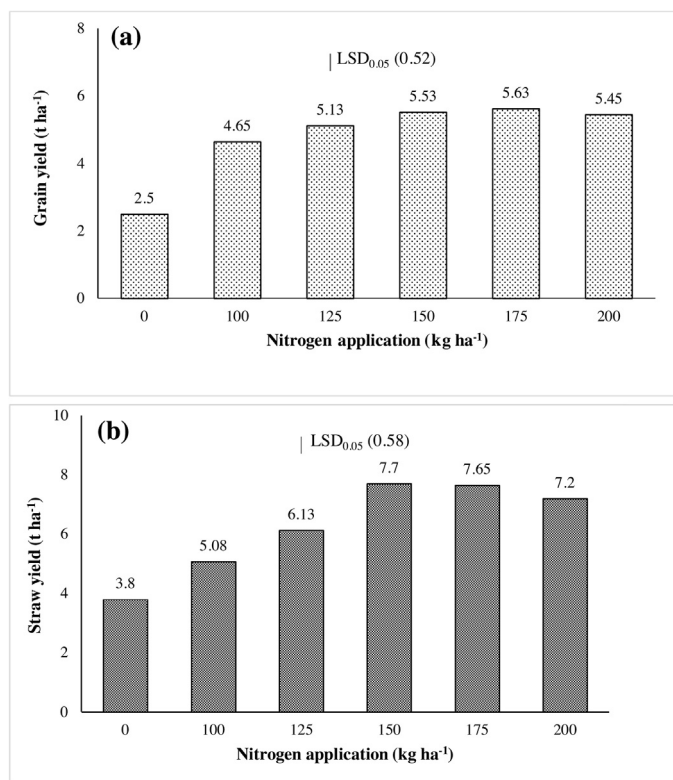 (a)
LSD0.05 (0.52)
Grain yield (t ha-1)
8
6
4
2
0
2.5
4.65
5.13
5.53
5.63
5.45
0 100 125 150 175 200
Nitrogen application (kg ha-1)
(b)
LSD0.05 (0.58)
Straw yield (t ha-1)
10
8
6
4
2
0
3.8
5.08
6.13
7.7
7.65
7.2
0 100 125 150 175 200
Nitrogen application (kg ha-1)